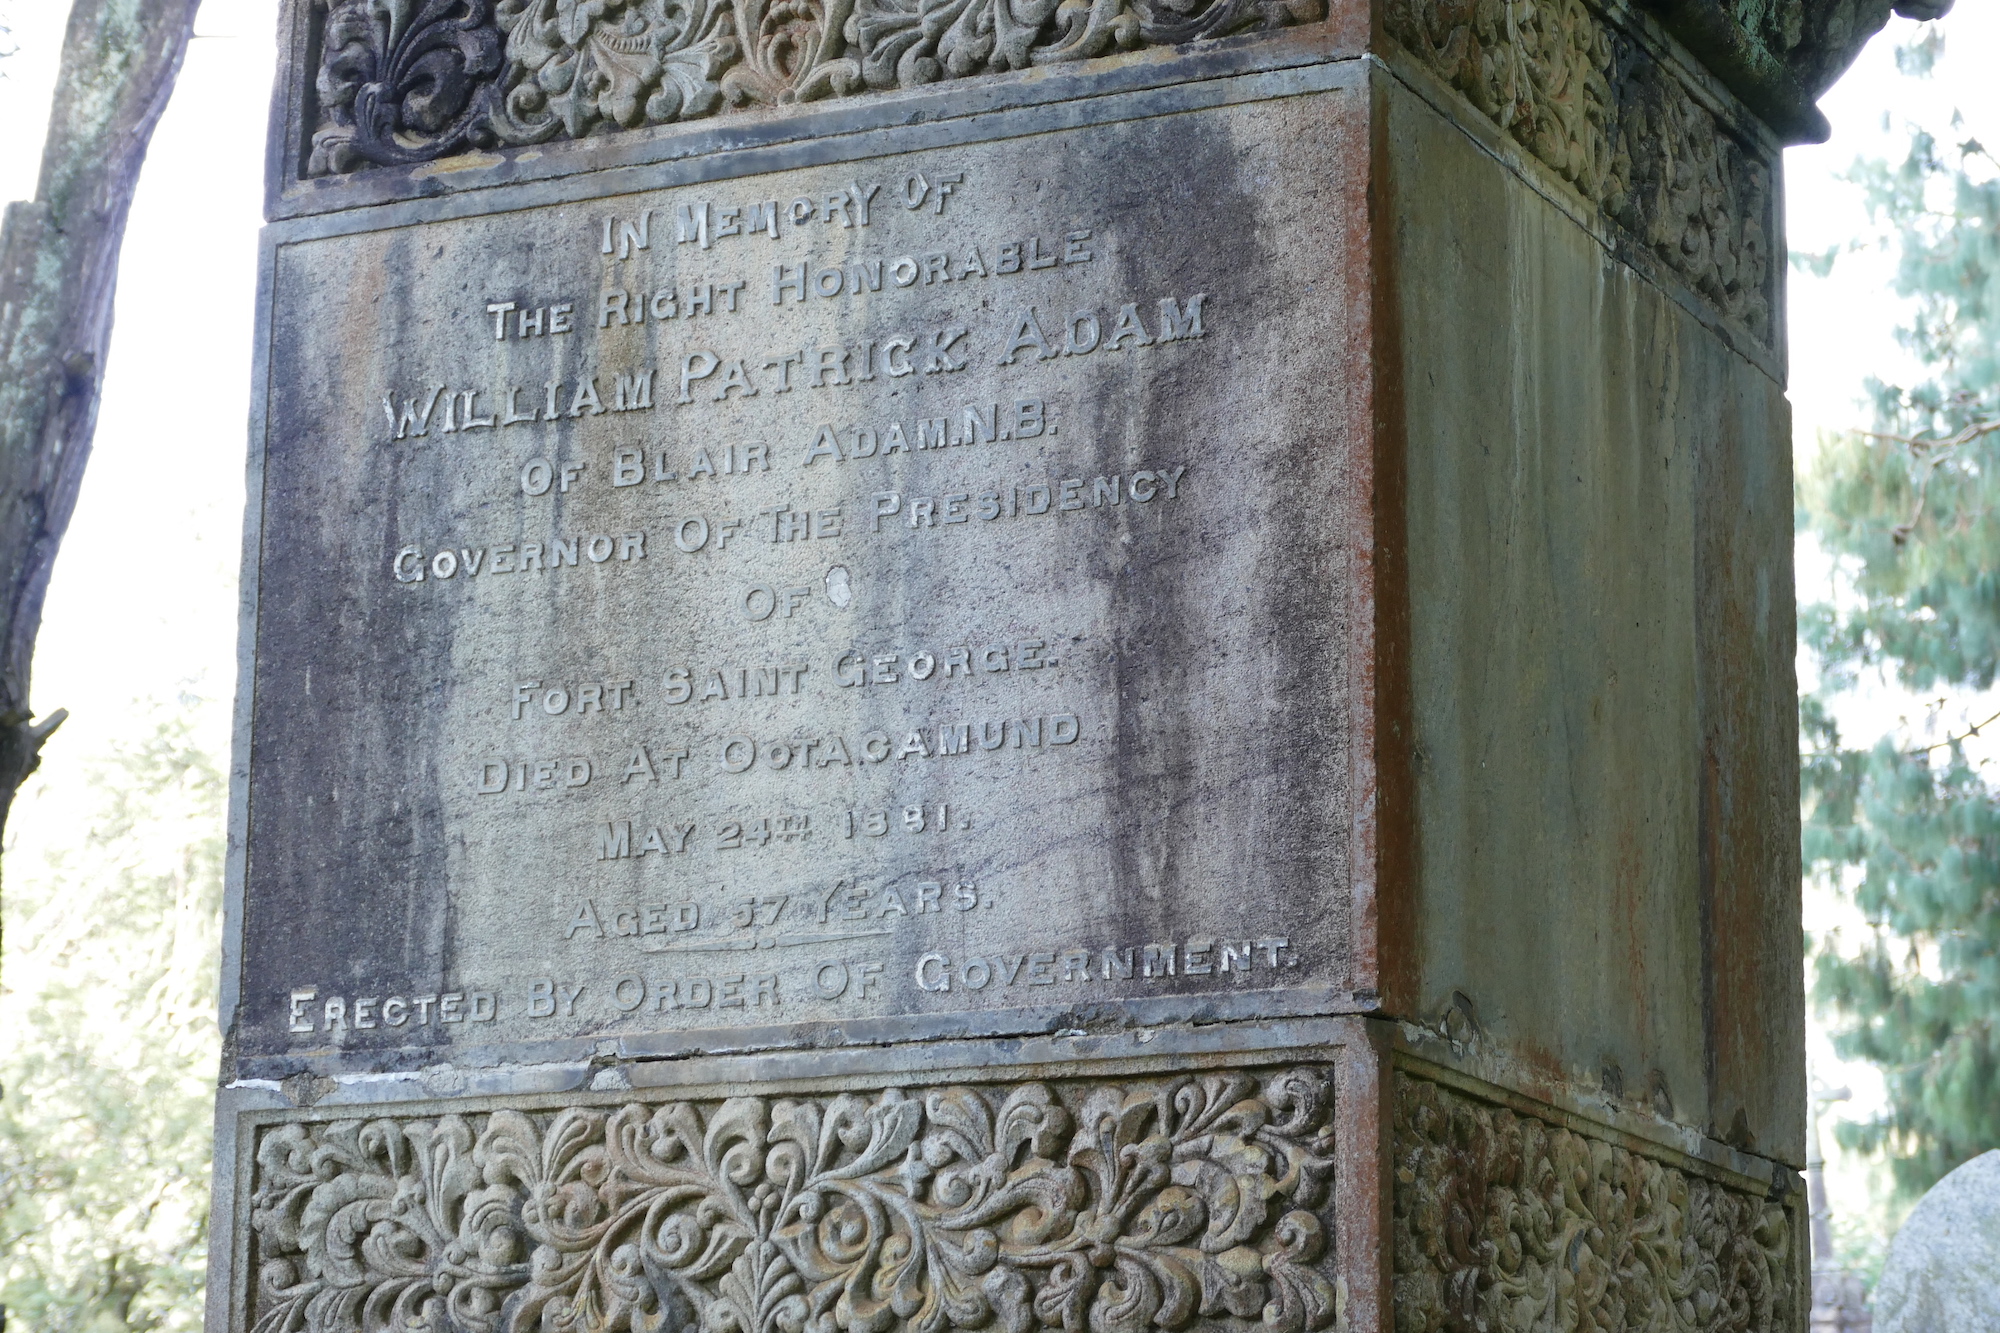 IN MEMORY OF
THE RIGHT HONORABLE
WILLIAM PATRICK ADAM
OF BLAIR ADAM.N.B.
GOVERNOR OF THE PRESIDENCY
OF
FORT SAINT GEORGE.
DIED AT OOTACAMUND
MAY 24TH 1881.
AGED 57 YEARS.
ERECTED BY ORDER OF GOVERNMENT.